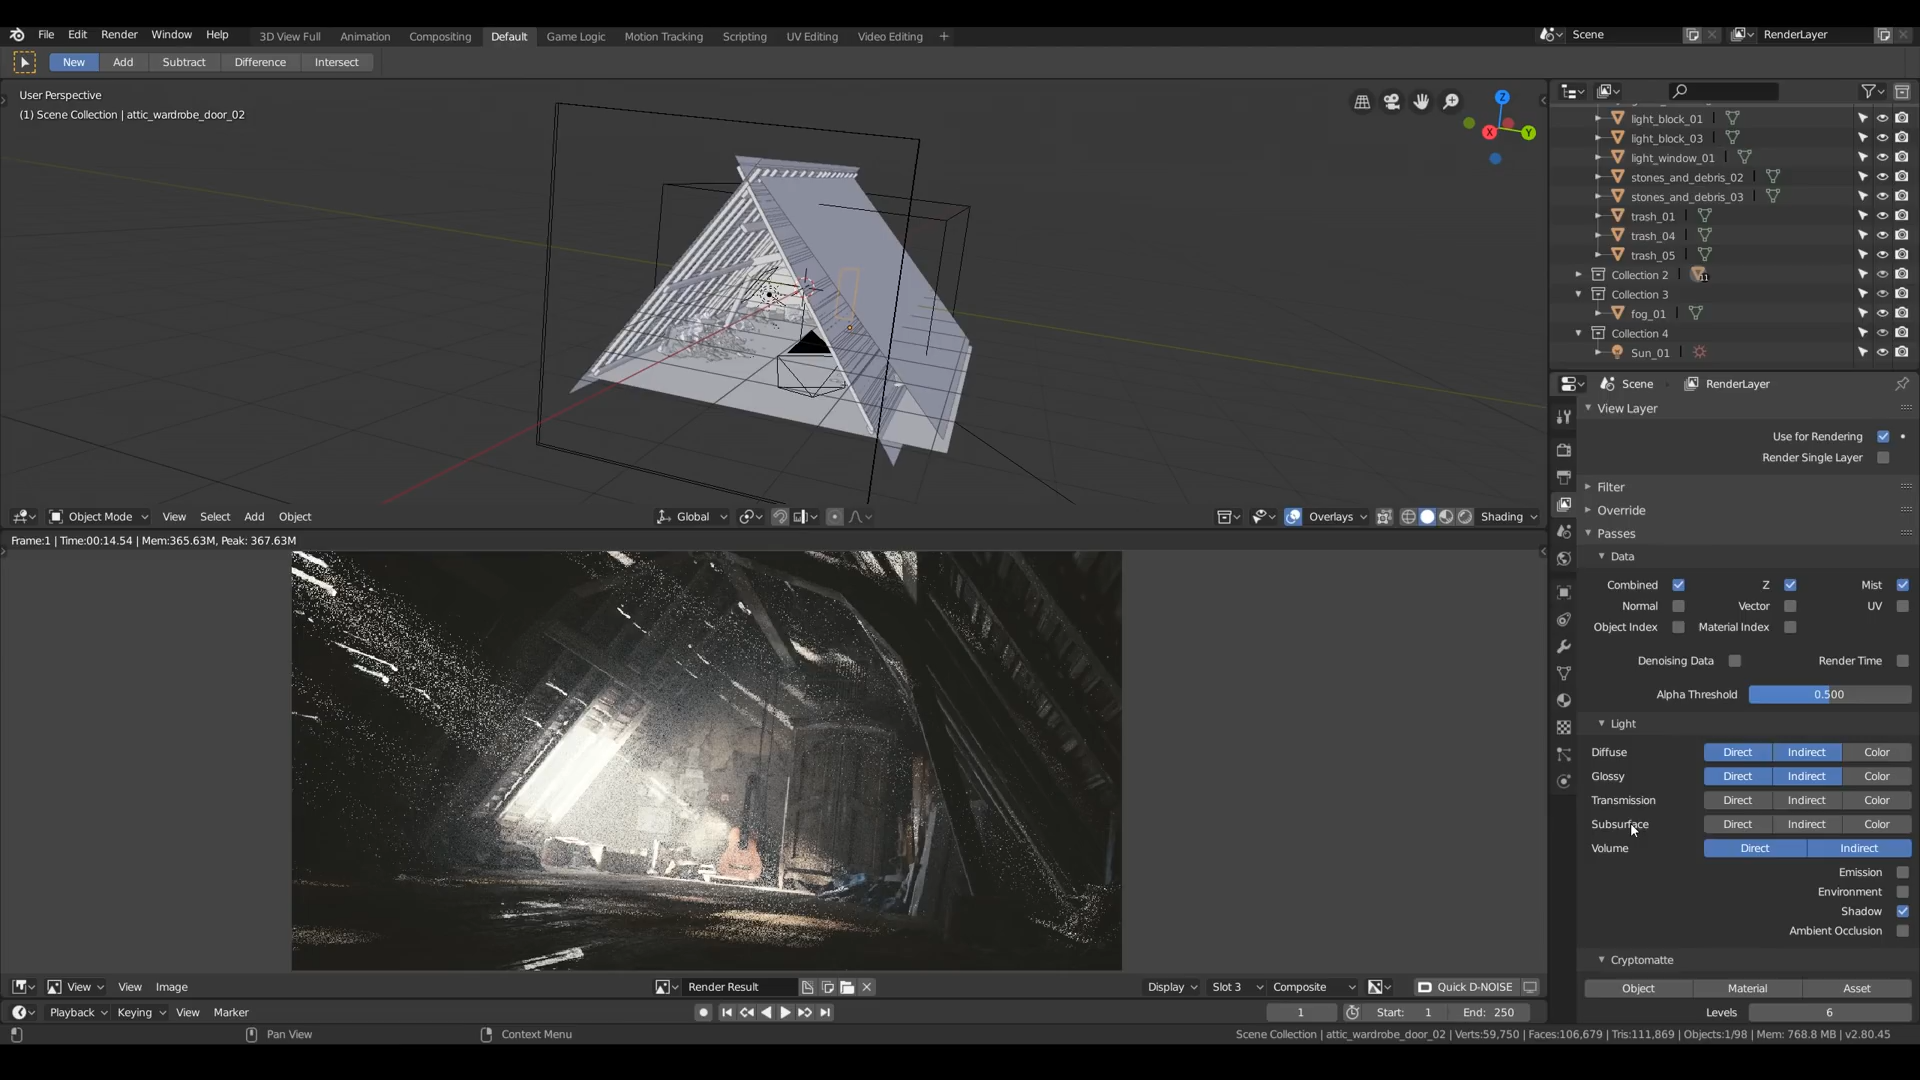 File Edit Render Window Help 3D View Full Animation Compositing Default Game Logic Motion Tracking Scripting UV Editing Video Editing Scene RenderLayer
New Add Subtract Difference Intersect
User Perspective
(1) Scene Collection | attic_wardrobe_door_02
Z
X
Y
light_block_01
light_block_03
light_window_01
stones_and_debris_02
stones_and_debris_03
trash_01
trash_04
trash_05
Collection 2 11
Collection 3
fog_01
Collection 4
Sun_01
Scene RenderLayer
View Layer
Use for Rendering
Render Single Layer
Filter
Override
Passes
Data
Combined Z Mist
Normal Vector UV
Object Index Material Index
Denoising Data Render Time
Alpha Threshold 0.500
Light
Diffuse Direct Indirect Color
Glossy Direct Indirect Color
Transmission Direct Indirect Color
Subsurface Direct Indirect Color
Volume Direct Indirect
Emission
Environment
Shadow
Ambient Occlusion
Cryptomatte
Object Material Asset
Levels 6
Object Mode View Select Add Object Global Overlays Shading
Frame:1 | Time:00:14.54 | Mem:365.63M, Peak: 367.63M
View View Image Render Result Display Slot 3 Composite Quick D-NOISE
Playback Keying View Marker 1 Start: 1 End: 250
Pan View Context Menu Scene Collection | attic_wardrobe_door_02 | Verts:59,750 | Faces:106,679 | Tris:111,869 | Objects:1/98 | Mem: 768.8 MB | v2.80.45